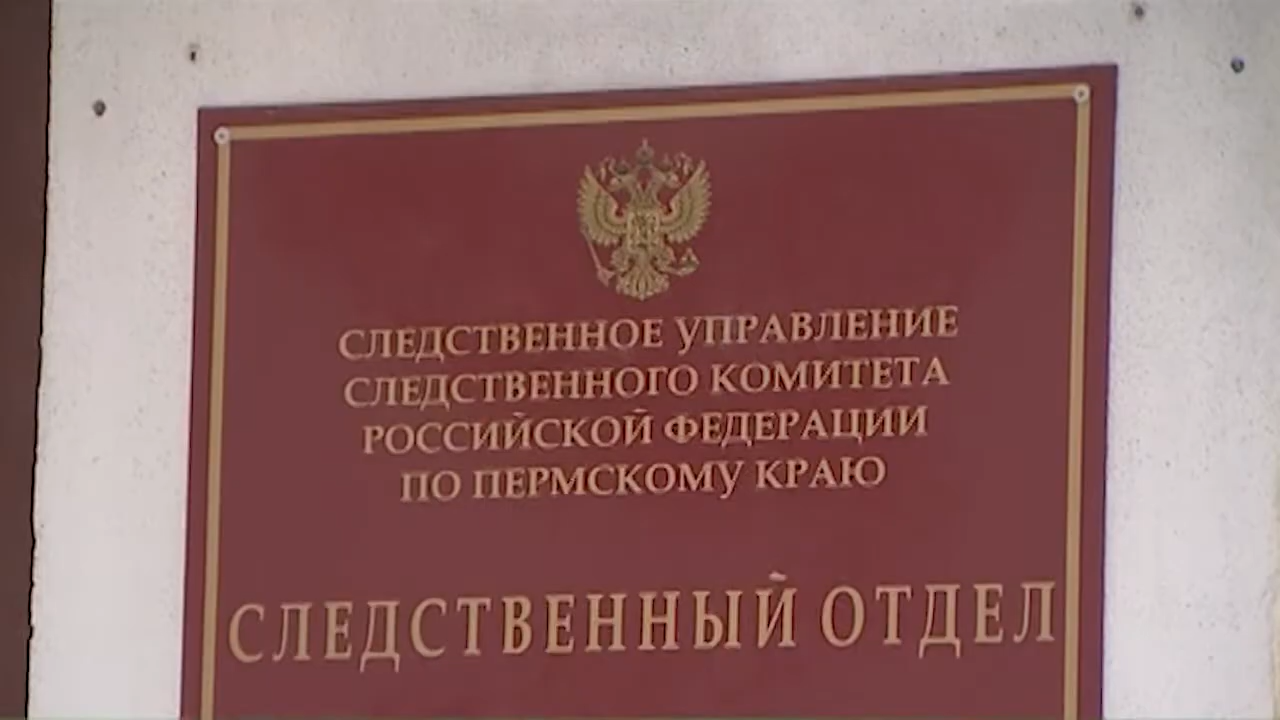 СЛЕДСТВЕННОЕ УПРАВЛЕНИЕ
СЛЕДСТВЕННОГО КОМИТЕТА
РОССИЙСКОЙ ФЕДЕРАЦИИ
ПО ПЕРМСКОМУ КРАЮ
СЛЕДСТВЕННЫЙ ОТДЕЛ